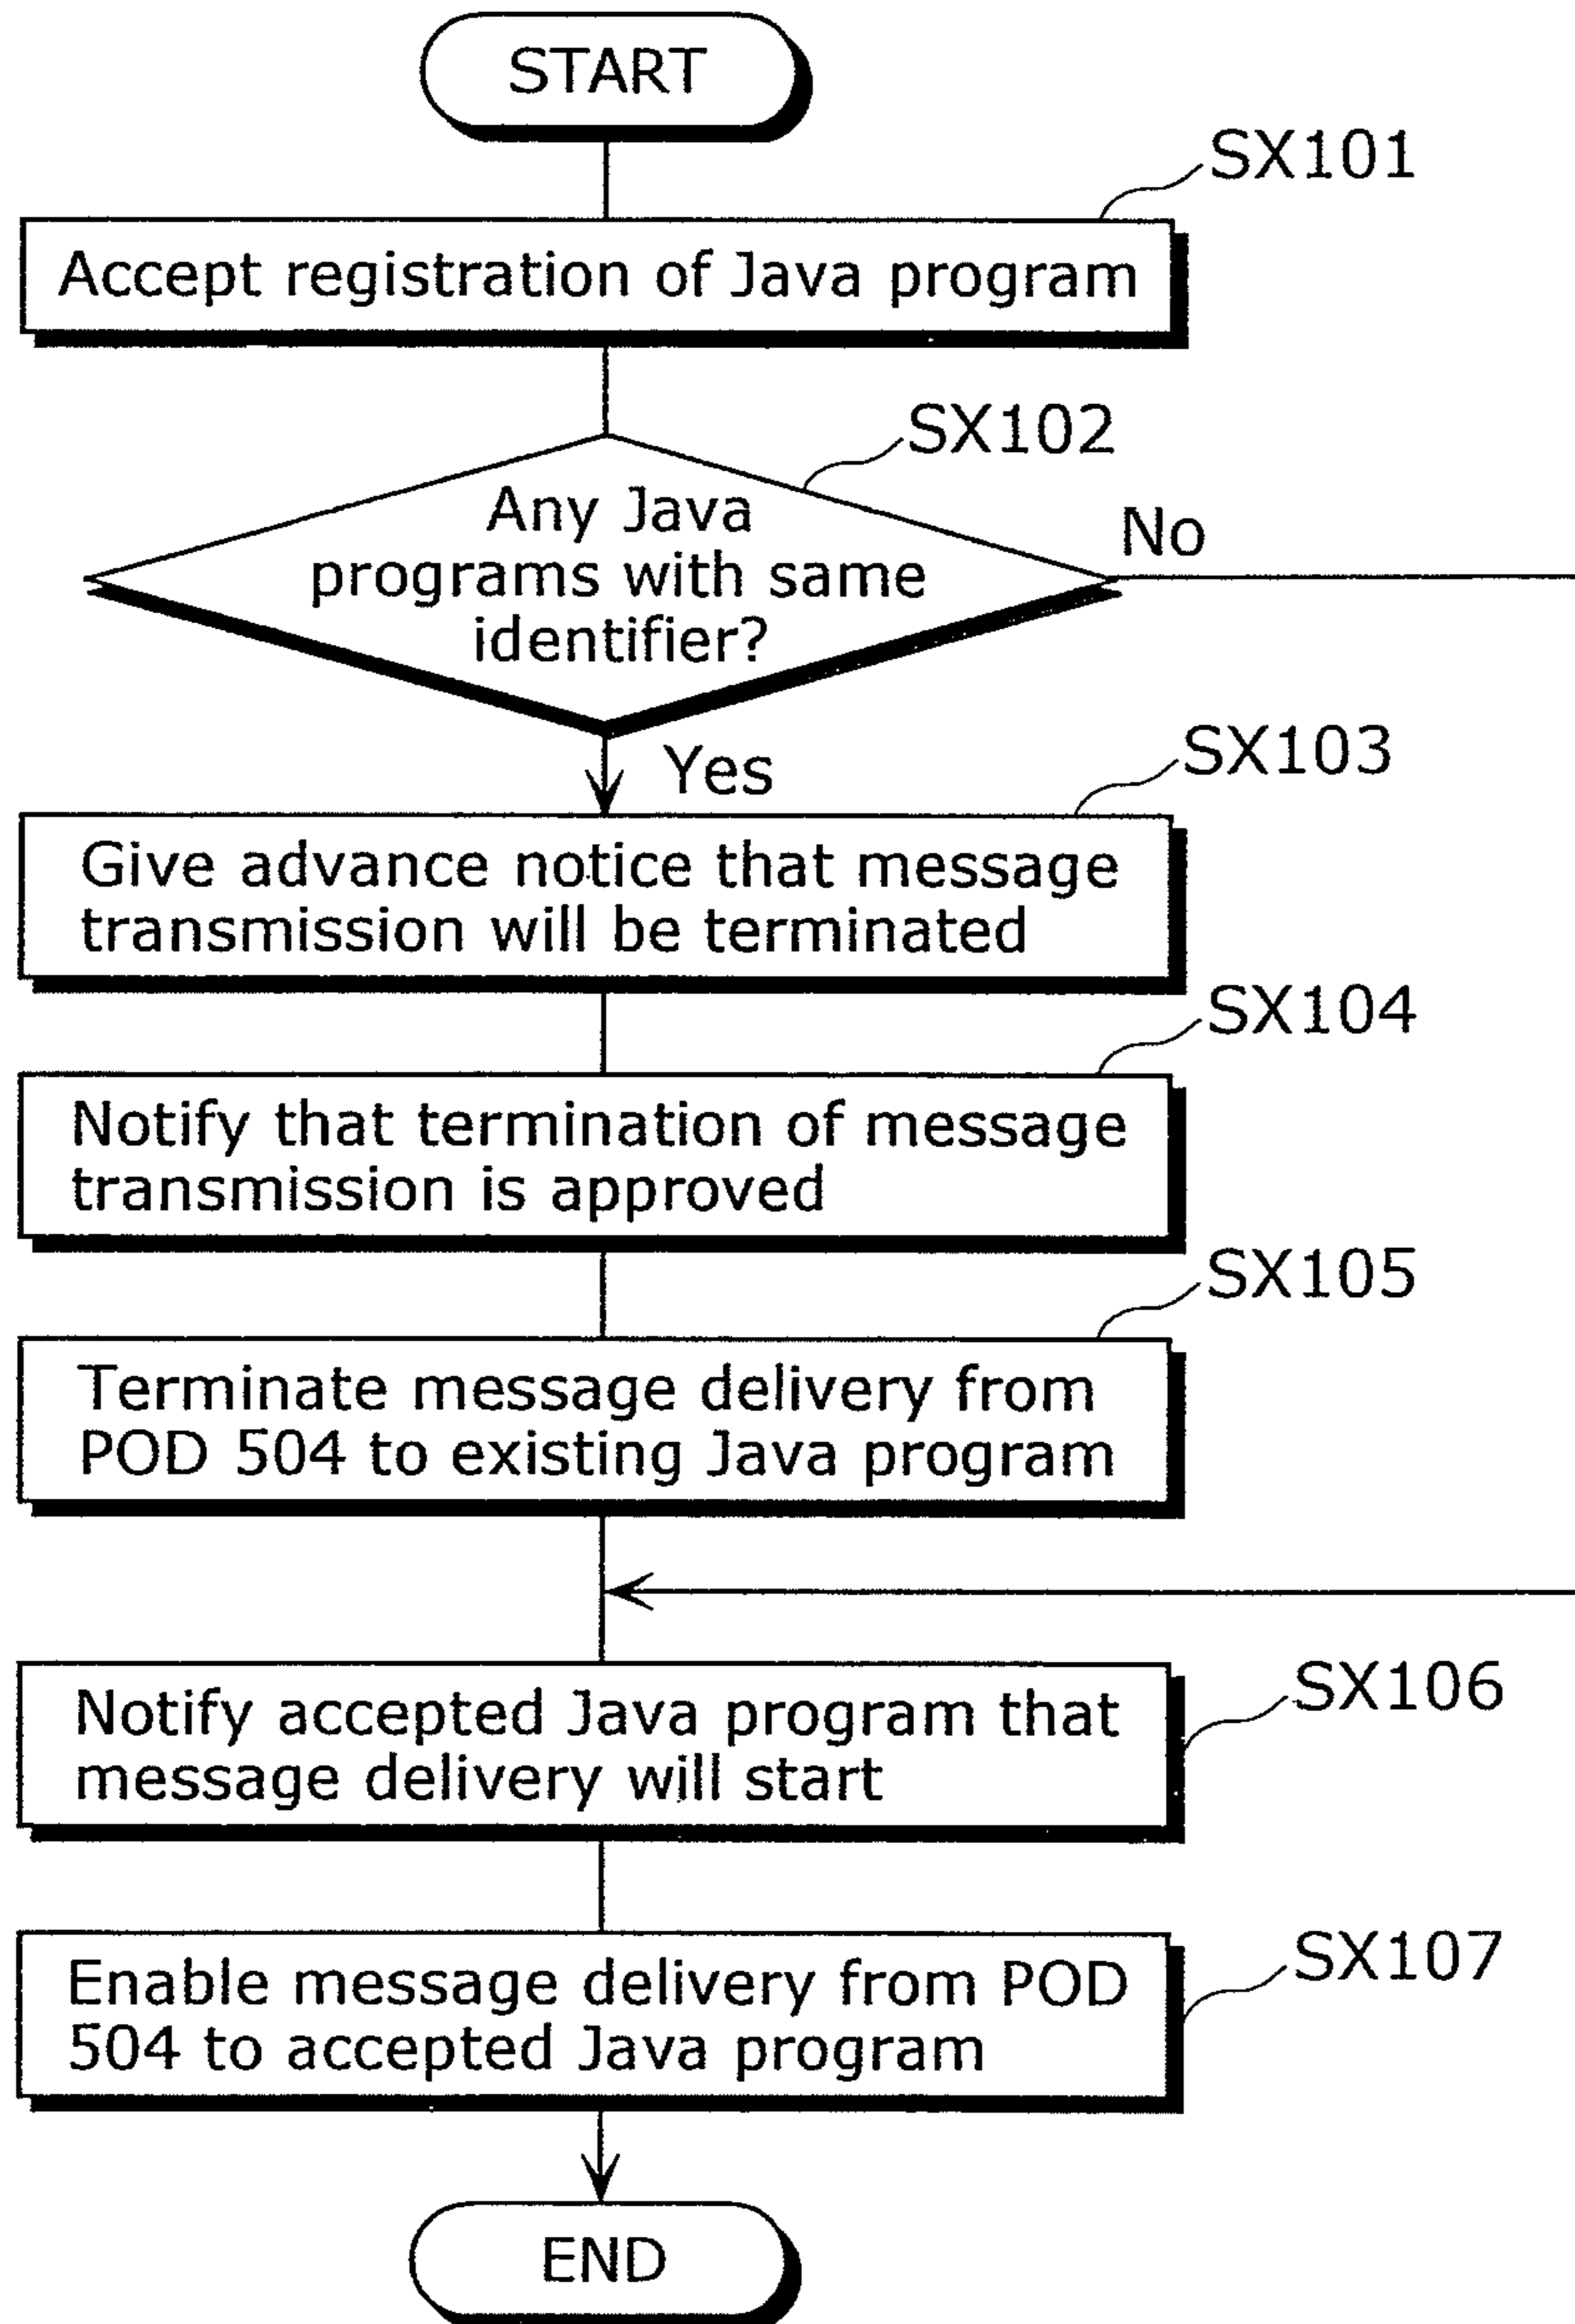 START
SX101
Accept registration of Java program
SX102
Any Java
programs with same
identifier?
No
Yes
SX103
Give advance notice that message
transmission will be terminated
SX104
Notify that termination of message
transmission is approved
SX105
Terminate message delivery from
POD 504 to existing Java program
SX106
Notify accepted Java program that
message delivery will start
SX107
Enable message delivery from POD
504 to accepted Java program
END